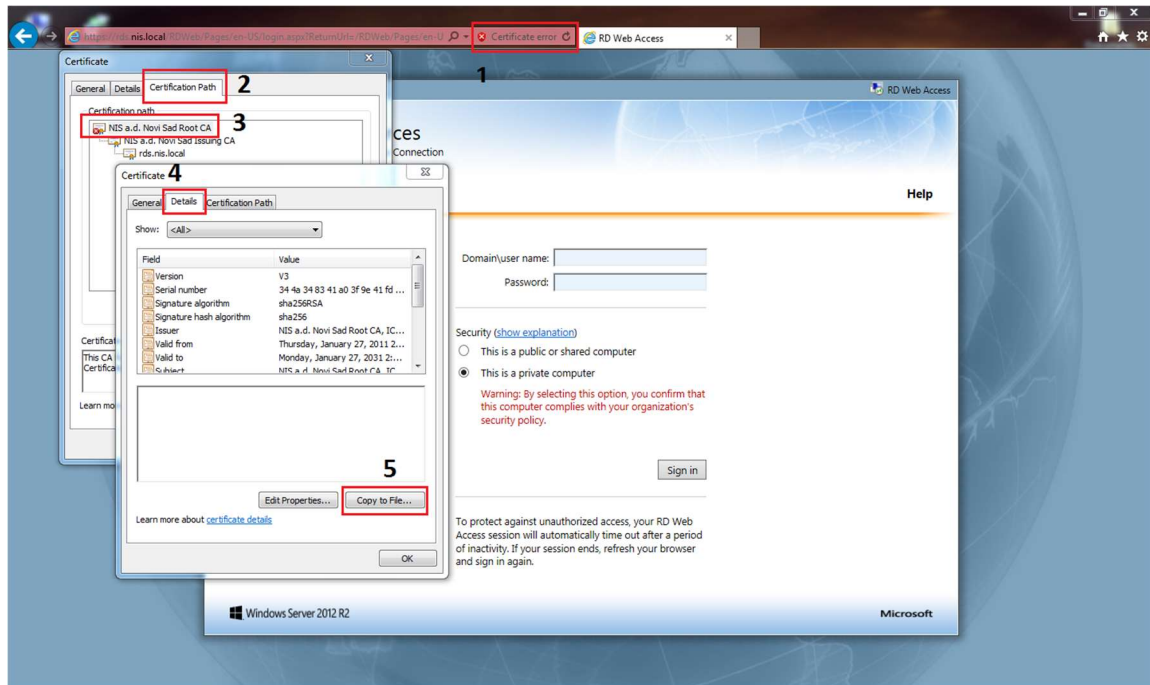 https://rds.nis.local/RDWeb/Pages/en-US/login.aspx?ReturnUrl=/RDWeb/Pages/en-U
Certificate error
RD Web Access
1
Certificate
General Details Certification Path
2
Certification path
NIS a.d. Novi Sad Root CA
3
NIS a.d. Novi Sad Issuing CA
rds.nis.local
RD Web Access
ces
Connection
Help
Certificate
4
General Details Certification Path
Show: <All>
Field Value
Version V3
Serial number 34 4a 34 83 41 a0 3f 9e 41 fd ...
Signature algorithm sha256RSA
Signature hash algorithm sha256
Issuer NIS a.d. Novi Sad Root CA, IC...
Valid from Thursday, January 27, 2011 2...
Valid to Monday, January 27, 2031 2:...
Subject NIS a.d. Novi Sad Root CA, IC
Certificat
This CA
Certifica
Learn mo
5
Edit Properties... Copy to File...
Learn more about certificate details
OK
Domain\user name:
Password:
Security (show explanation)
This is a public or shared computer
This is a private computer
Warning: By selecting this option, you confirm that
this computer complies with your organization's
security policy.
Sign in
To protect against unauthorized access, your RD Web
Access session will automatically time out after a period
of inactivity. If your session ends, refresh your browser
and sign in again.
Windows Server 2012 R2
Microsoft